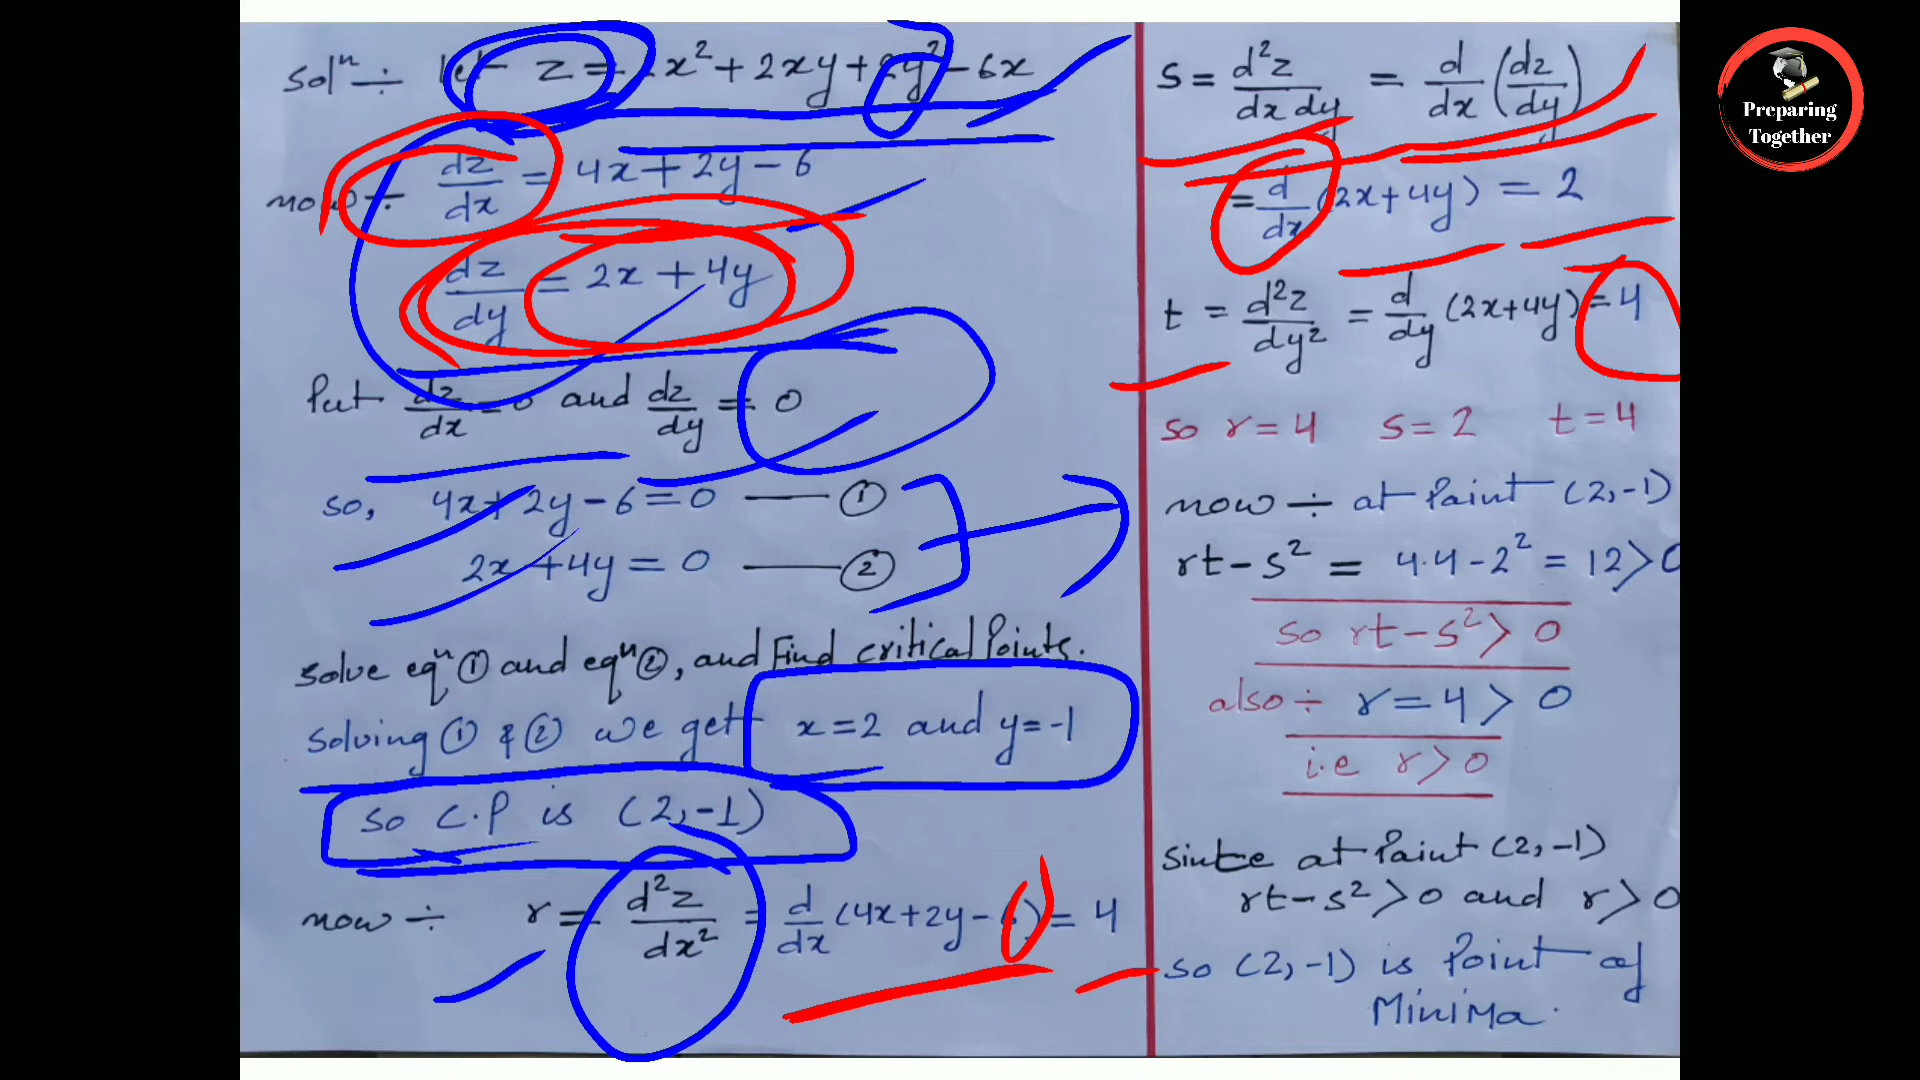 Solⁿ ÷ let z = 2x² + 2xy + 2y² - 6x
now ÷ dz/dx = 4x + 2y - 6
dz/dy = 2x + 4y
Put dz/dx = 0 and dz/dy = 0
so, 4x + 2y - 6 = 0 —— ①
2x + 4y = 0 —— ②
solve eqⁿ ① and eqⁿ ②, and Find critical Points.
solving ① & ② we get x = 2 and y = -1
so C.P is (2, -1)
now ÷ r = d²z/dx² = d/dx (4x + 2y - 6) = 4
s = d²z/dx dy = d/dx (dz/dy)
= d/dx (2x + 4y) = 2
t = d²z/dy² = d/dy (2x + 4y) = 4
so r = 4 s = 2 t = 4
now ÷ at Point (2, -1)
rt - s² = 4.4 - 2² = 12 > 0
so rt - s² > 0
also ÷ r = 4 > 0
i.e r > 0
since at Point (2, -1)
rt - s² > 0 and r > 0
so (2, -1) is Point of
Minima.
Preparing
Together